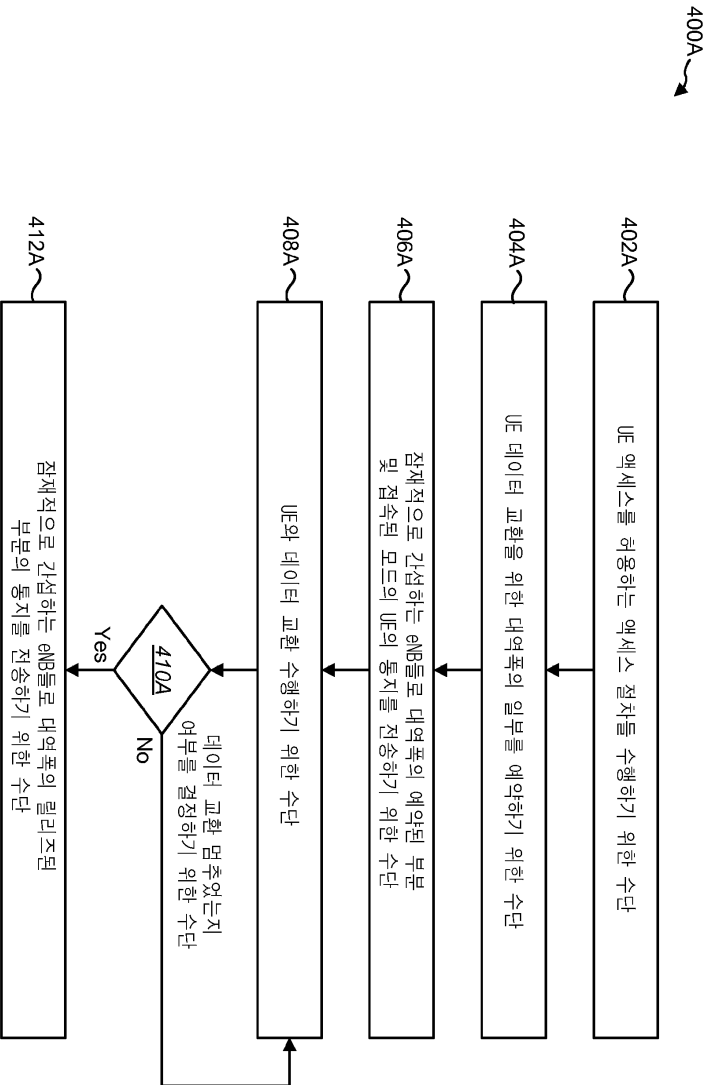 400A
402A
UE 액세스를 허용하는 액세스 절차를 수행하기 위한 수단
404A
UE 데이터 교환을 위한 대역폭의 일부를 예약하기 위한 수단
406A
잠재적으로 간섭하는 eNB들로 대역폭의 예약된 부분
및 접속된 모드의 UE의 통지를 전송하기 위한 수단
408A
UE와 데이터 교환 수행하기 위한 수단
410A
데이터 교환 멈추었는지
여부를 결정하기 위한 수단
No
Yes
412A
잠재적으로 간섭하는 eNB들로 대역폭의 릴리즈된
부분의 통지를 전송하기 위한 수단